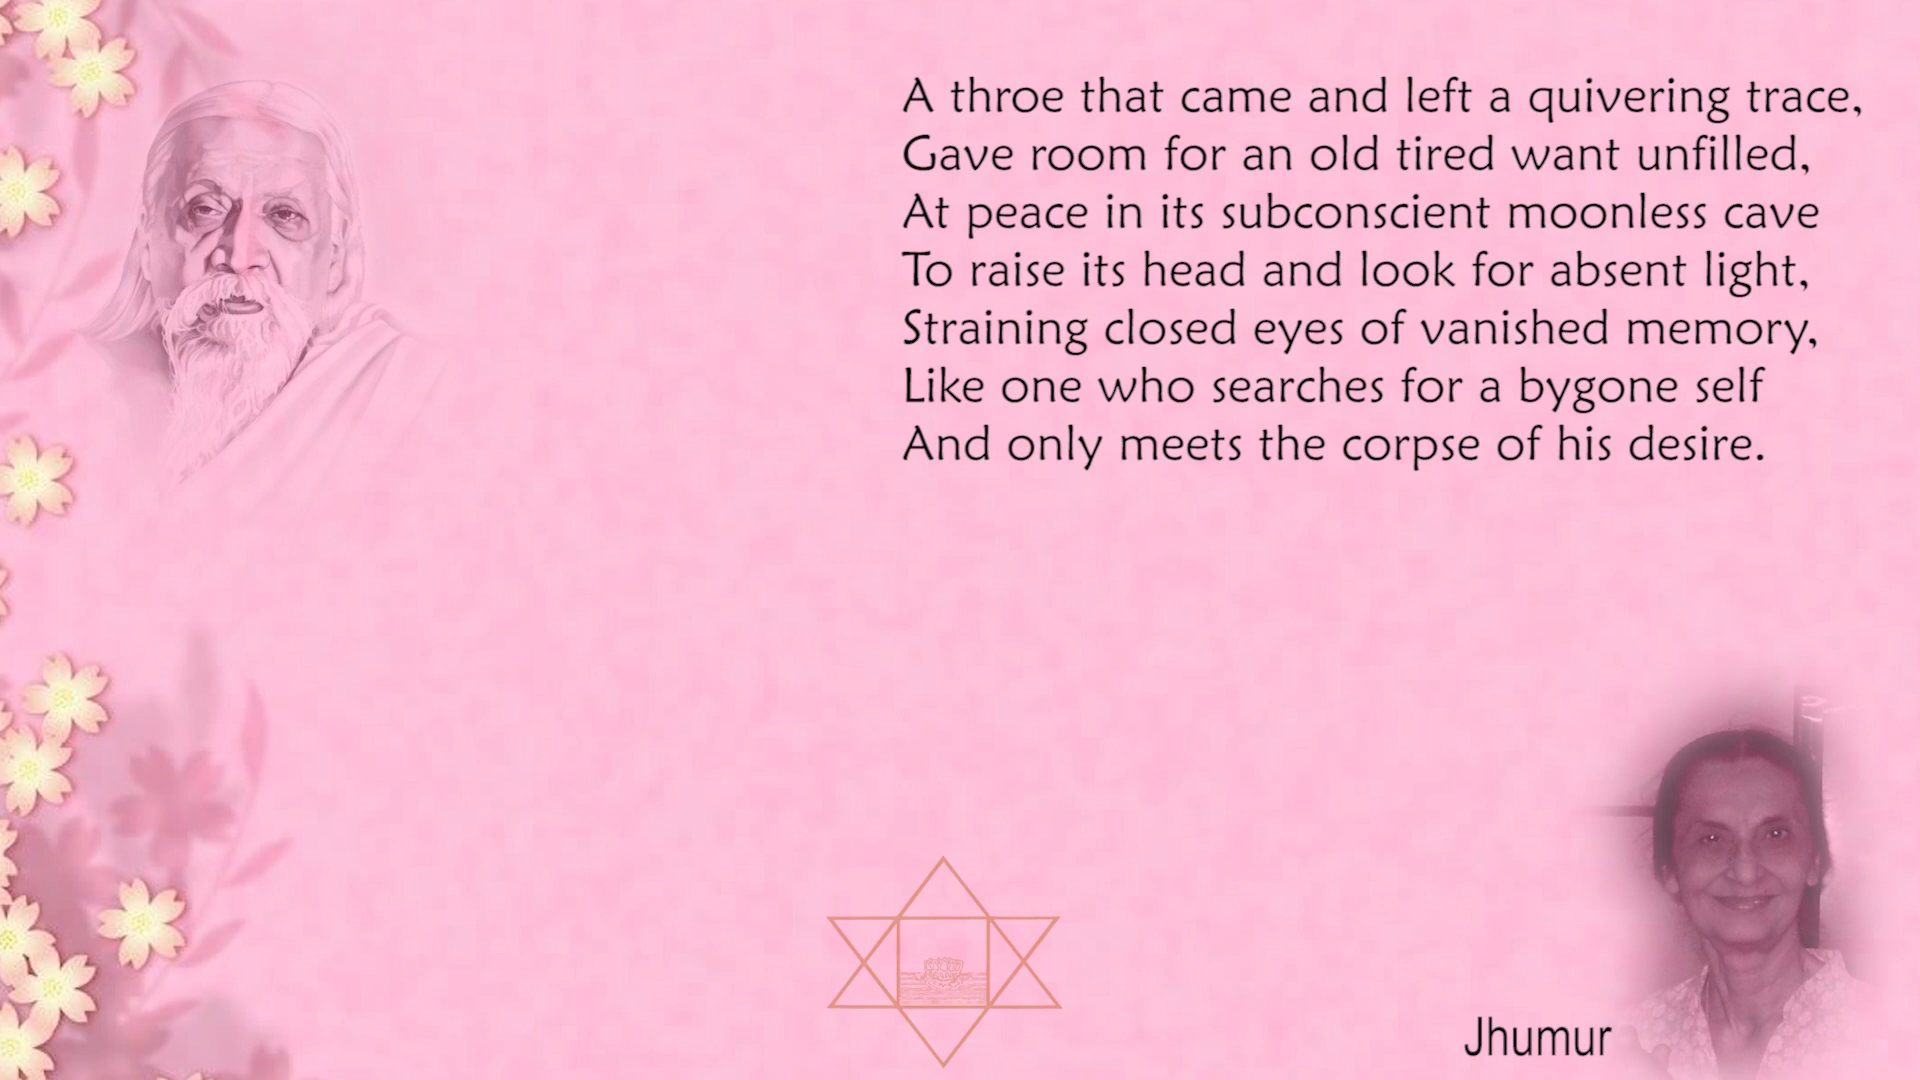 A throe that came and left a quivering trace,
Gave room for an old tired want unfilled,
At peace in its subconscient moonless cave
To raise its head and look for absent light,
Straining closed eyes of vanished memory,
Like one who searches for a bygone self
And only meets the corpse of his desire.
Jhumur